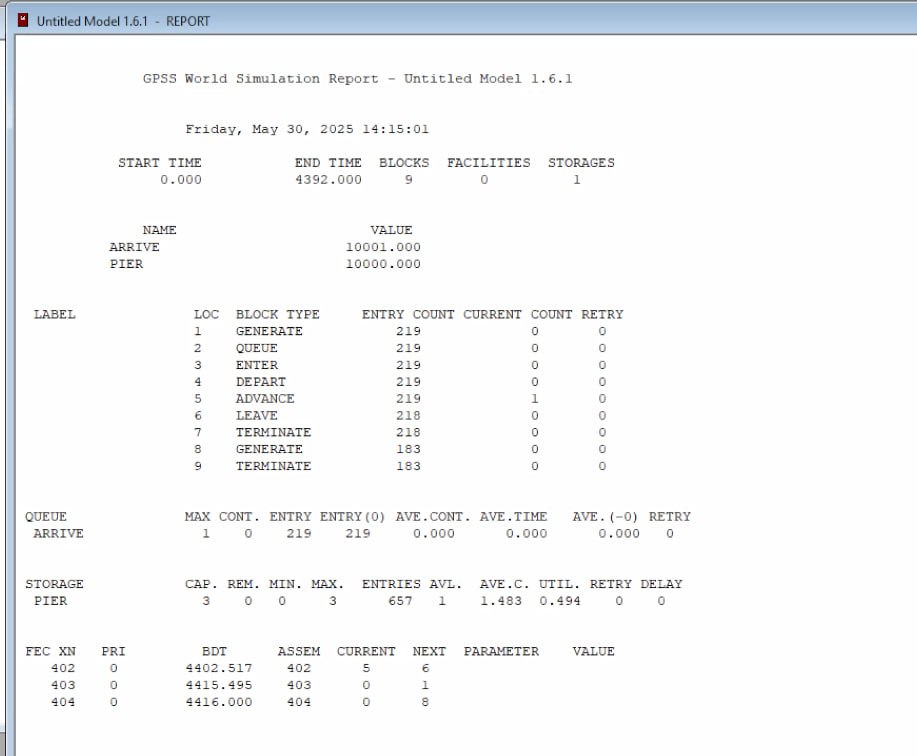 Untitled Model 1.6.1 - REPORT
GPSS World Simulation Report - Untitled Model 1.6.1
Friday, May 30, 2025 14:15:01
START TIME END TIME BLOCKS FACILITIES STORAGES
0.000 4392.000 9 0 1
NAME VALUE
ARRIVE 10001.000
PIER 10000.000
LABEL LOC BLOCK TYPE ENTRY COUNT CURRENT COUNT RETRY
1 GENERATE 219 0 0
2 QUEUE 219 0 0
3 ENTER 219 0 0
4 DEPART 219 0 0
5 ADVANCE 219 1 0
6 LEAVE 218 0 0
7 TERMINATE 218 0 0
8 GENERATE 183 0 0
9 TERMINATE 183 0 0
QUEUE MAX CONT. ENTRY ENTRY(0) AVE.CONT. AVE.TIME AVE.(-0) RETRY
ARRIVE 1 0 219 219 0.000 0.000 0.000 0
STORAGE CAP. REM. MIN. MAX. ENTRIES AVL. AVE.C. UTIL. RETRY DELAY
PIER 3 0 0 3 657 1 1.483 0.494 0 0
FEC XN PRI BDT ASSEM CURRENT NEXT PARAMETER VALUE
402 0 4402.517 402 5 6
403 0 4415.495 403 0 1
404 0 4416.000 404 0 8